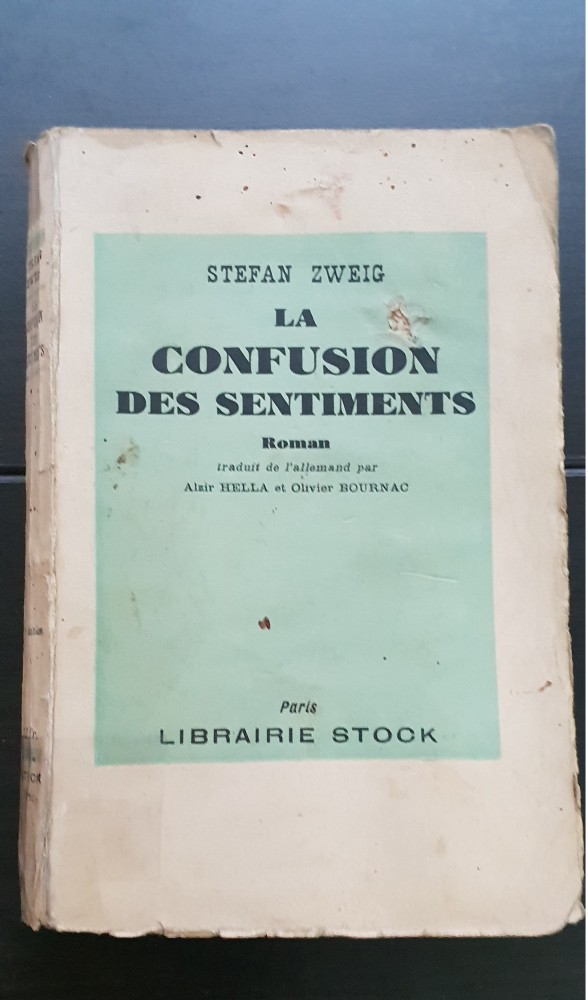 STEFAN ZWEIG
LA
CONFUSION
DES SENTIMENTS
Roman
traduit de l'allemand par
Alzir HELLA et Olivier BOURNAC
Paris
LIBRAIRIE STOCK